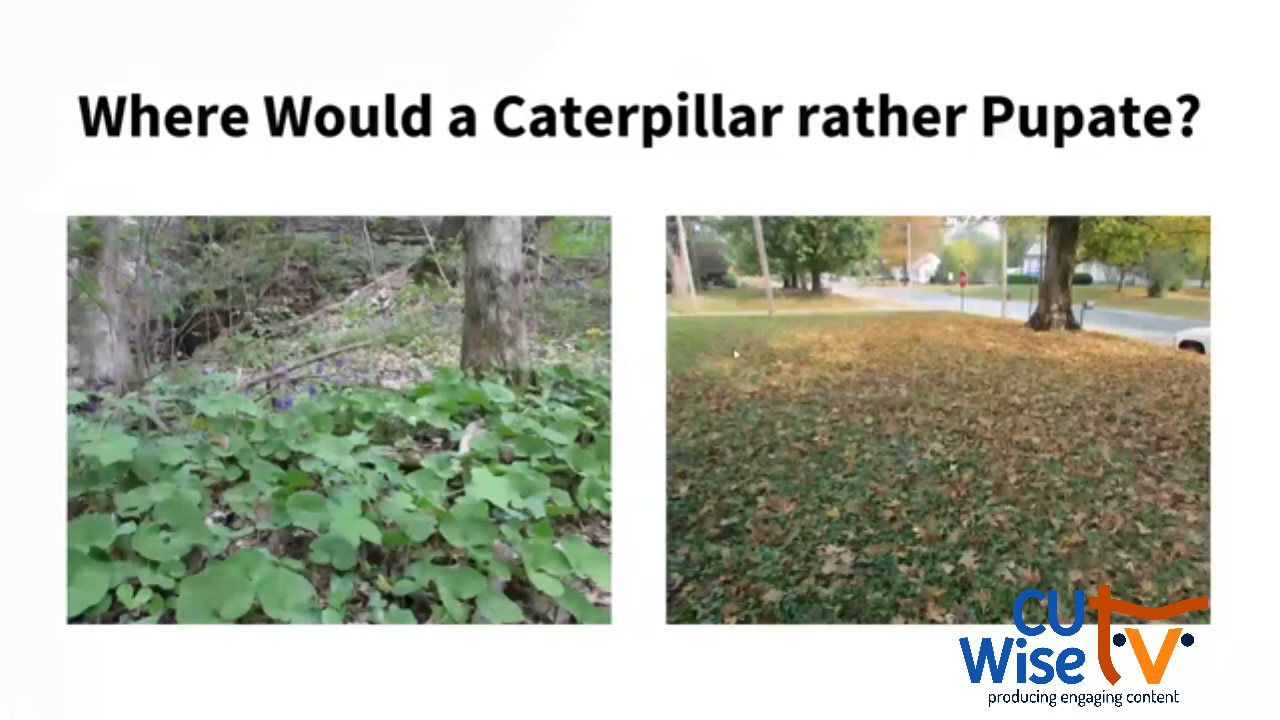 Where Would a Caterpillar rather Pupate?
CU
Wise TV
producing engaging content